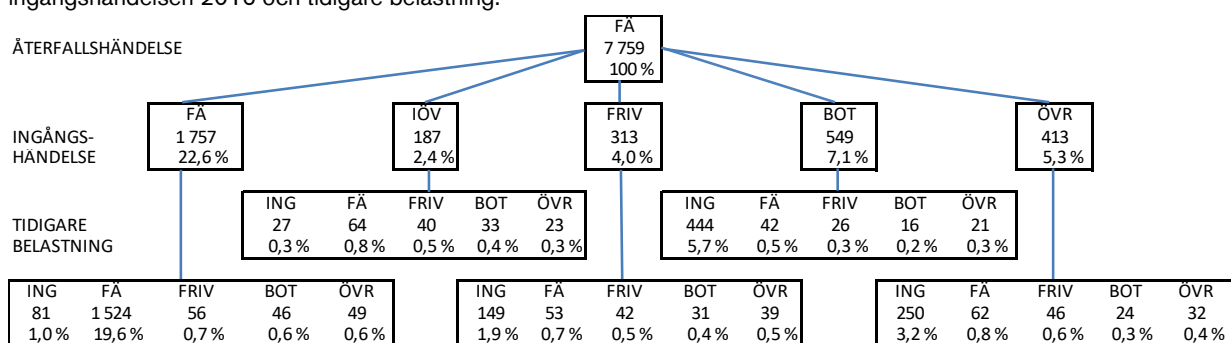 ingångshändelsen 2016 och tidigare belastning.
FÄ
ÅTERFALLSHÄNDELSE 7 759
100 %
FÄ IÖV FRIV BOT ÖVR
INGÅNGS- 1 757 187 313 549 413
HÄNDELSE 22,6 % 2,4 % 4,0 % 7,1 % 5,3 %
ING FÄ FRIV BOT ÖVR ING FÄ FRIV BOT ÖVR
TIDIGARE 27 64 40 33 23 444 42 26 16 21
BELASTNING 0,3 % 0,8 % 0,5 % 0,4 % 0,3 % 5,7 % 0,5 % 0,3 % 0,2 % 0,3 %
ING FÄ FRIV BOT ÖVR ING FÄ FRIV BOT ÖVR ING FÄ FRIV BOT ÖVR
81 1 524 56 46 49 149 53 42 31 39 250 62 46 24 32
1,0 % 19,6 % 0,7 % 0,6 % 0,6 % 1,9 % 0,7 % 0,5 % 0,4 % 0,5 % 3,2 % 0,8 % 0,6 % 0,3 % 0,4 %